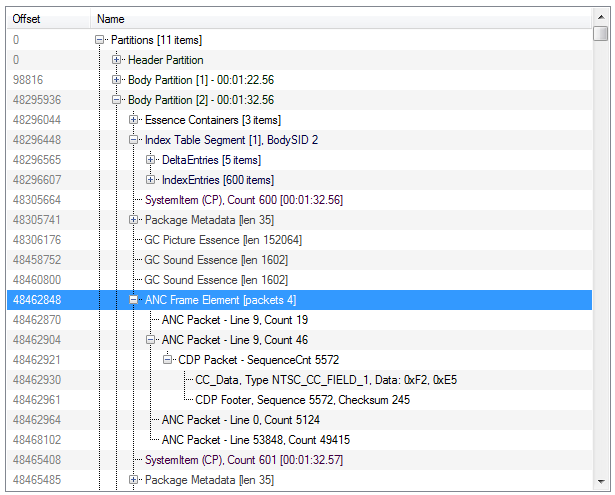 Offset Name
0 Partitions [11 items]
0 Header Partition
98816 Body Partition [1] - 00:01:22.56
48295936 Body Partition [2] - 00:01:32.56
48296044 Essence Containers [3 items]
48296448 Index Table Segment [1], BodySID 2
48296565 DeltaEntries [5 items]
48296607 IndexEntries [600 items]
48305664 SystemItem (CP), Count 600 [00:01:32.56]
48305741 Package Metadata [len 35]
48306176 GC Picture Essence [len 152064]
48458752 GC Sound Essence [len 1602]
48460800 GC Sound Essence [len 1602]
48462848 ANC Frame Element [packets 4]
48462870 ANC Packet - Line 9, Count 19
48462904 ANC Packet - Line 9, Count 46
48462921 CDP Packet - SequenceCnt 5572
48462930 CC_Data, Type NTSC_CC_FIELD_1, Data: 0xF2, 0xE5
48462961 CDP Footer, Sequence 5572, Checksum 245
48462964 ANC Packet - Line 0, Count 5124
48468102 ANC Packet - Line 53848, Count 49415
48465408 SystemItem (CP), Count 601 [00:01:32.57]
48465485 Package Metadata [len 35]